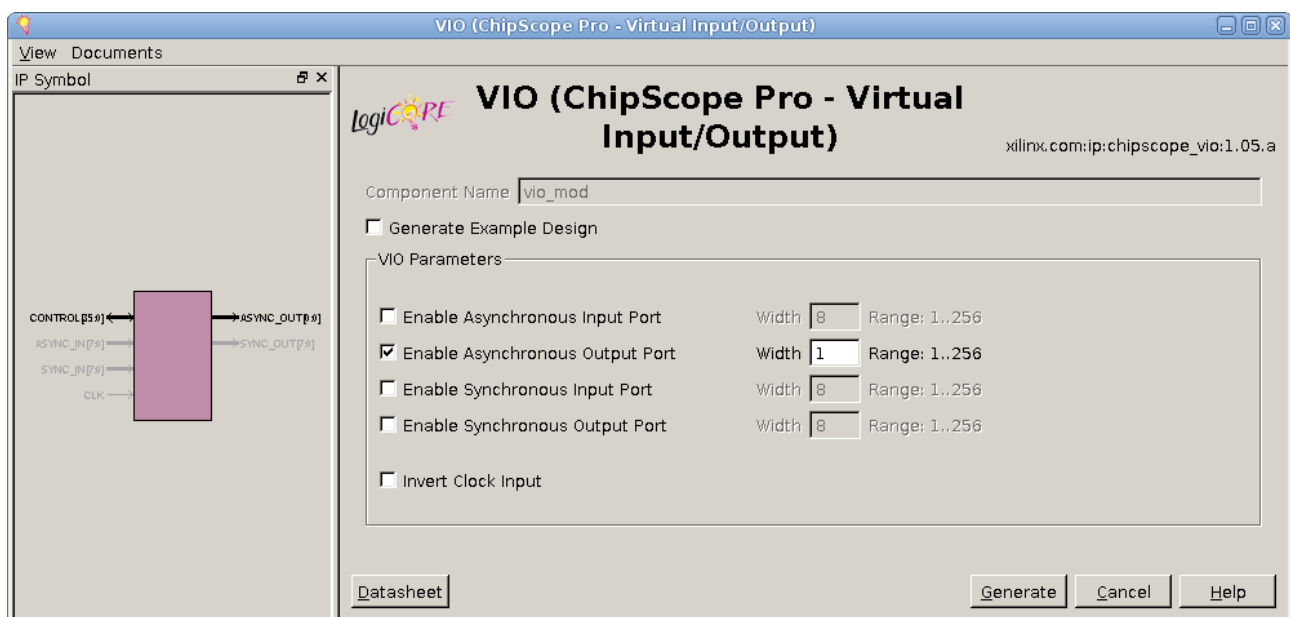 VIO (ChipScope Pro - Virtual Input/Output)
View Documents
IP Symbol
CONTROL[35:0]
ASYNC_IN[7:0]
SYNC_IN[7:0]
CLK
ASYNC_OUT[0:0]
SYNC_OUT[7:0]
LogiCORE
VIO (ChipScope Pro - Virtual
Input/Output)
xilinx.com:ip:chipscope_vio:1.05.a
Component Name vio_mod
Generate Example Design
VIO Parameters
Enable Asynchronous Input Port Width 8 Range: 1..256
Enable Asynchronous Output Port Width 1 Range: 1..256
Enable Synchronous Input Port Width 8 Range: 1..256
Enable Synchronous Output Port Width 8 Range: 1..256
Invert Clock Input
Datasheet Generate Cancel Help